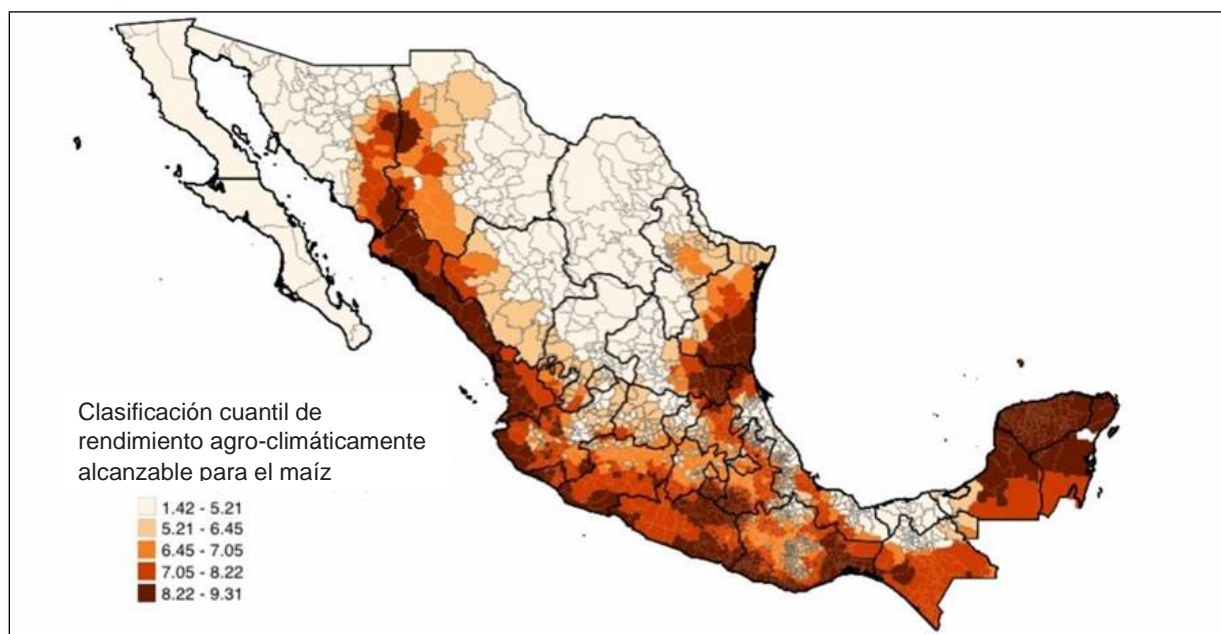 Clasificación cuantil de
rendimiento agro-climáticamente
alcanzable para el maíz
1.42 - 5.21
5.21 - 6.45
6.45 - 7.05
7.05 - 8.22
8.22 - 9.31